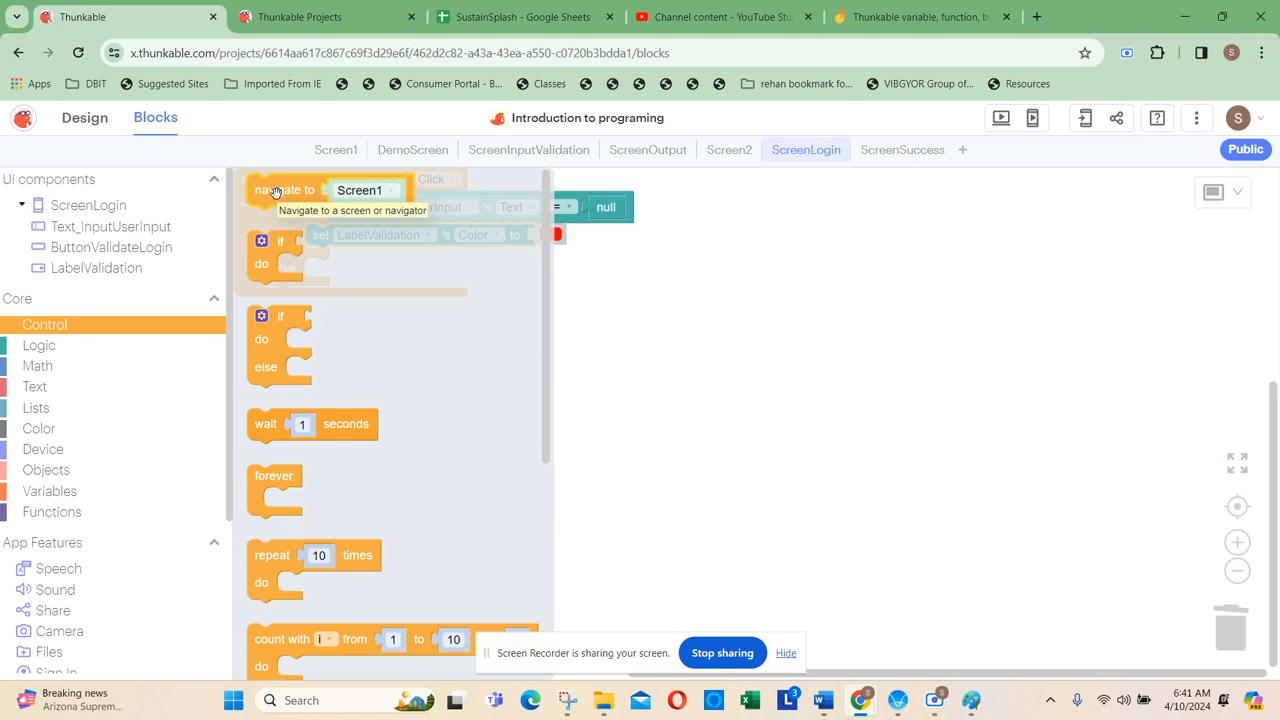 Thunkable
Thunkable Projects
SustainSplash - Google Sheets
Channel content - YouTube Stu
Thunkable variable, function, b
x.thunkable.com/projects/6614aa617c867c69f3d29e6f/462d2c82-a43a-43ea-a550-c0720b3bdda1/blocks
Apps
DBIT
Suggested Sites
Imported From IE
Consumer Portal - B...
Classes
rehan bookmark fo...
VIBGYOR Group of...
Resources
Design
Blocks
Introduction to programing
S
Screen1
DemoScreen
ScreenInputValidation
ScreenOutput
Screen2
ScreenLogin
ScreenSuccess
Public
UI components
ScreenLogin
Text_InputUserInput
ButtonValidateLogin
LabelValidation
Core
Control
Logic
Math
Text
Lists
Color
Device
Objects
Variables
Functions
App Features
Speech
Sound
Share
Camera
Files
Sign In
navigate to Screen1
Click
Navigate to a screen or navigator
Input 's Text = null
if
set LabelValidation 's Color to
do
if
do
else
wait 1 seconds
forever
repeat 10 times
do
count with i from 1 to 10
do
Screen Recorder is sharing your screen.
Stop sharing
Hide
Breaking news
Arizona Suprem...
Search
3
6:41 AM
4/10/2024